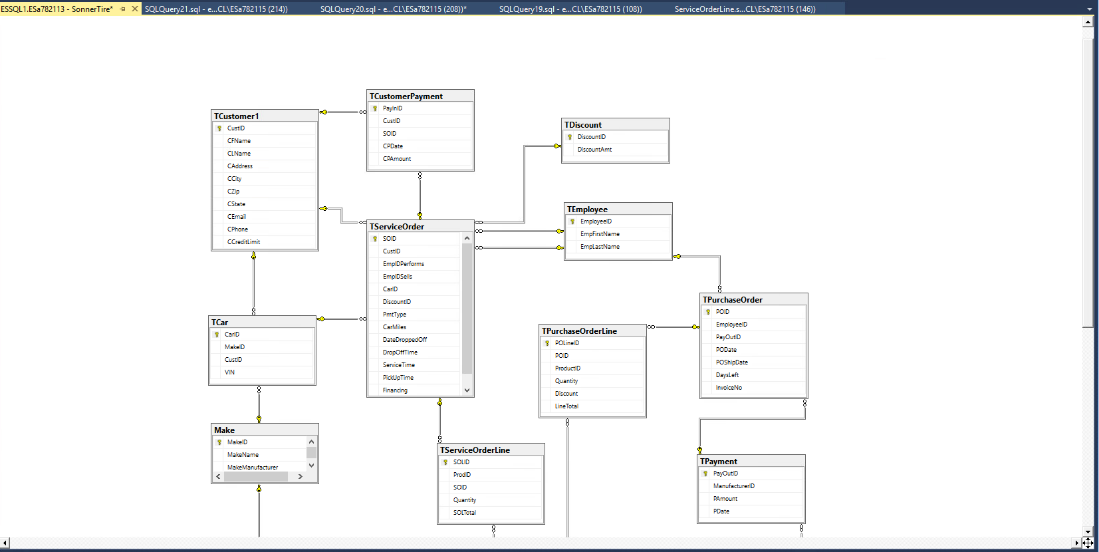 ESSQL1.ESa782113 - SonnerTire*
SQLQuery21.sql - e...CL\ESa782115 (214))
SQLQuery20.sql - e...CL\ESa782115 (208))*
SQLQuery19.sql - e...CL\ESa782115 (108))
ServiceOrderLine.s...CL\ESa782115 (146))
TCustomerPayment
PayInID
CustID
SOID
CPDate
CPAmount
TCustomer1
CustID
CFName
CLName
CAddress
CCity
CZip
CState
CEmail
CPhone
CCreditLimit
TDiscount
DiscountID
DiscountAmt
TEmployee
EmployeeID
EmpFirstName
EmpLastName
TServiceOrder
SOID
CustID
EmpIDPerforms
EmpIDSells
CarID
DiscountID
PmtType
CarMiles
DateDroppedOff
DropOffTime
ServiceTime
PickUpTime
Financing
TPurchaseOrder
POID
EmployeeID
PayOutID
PODate
POShipDate
DaysLeft
InvoiceNo
TCar
CarID
MakeID
CustID
VIN
TPurchaseOrderLine
POLineID
POID
ProductID
Quantity
Discount
LineTotal
Make
MakeID
MakeName
MakeManufacturer
TServiceOrderLine
SOLID
ProdID
SOID
Quantity
SOLTotal
TPayment
PayOutID
ManufacturerID
PAmount
PDate